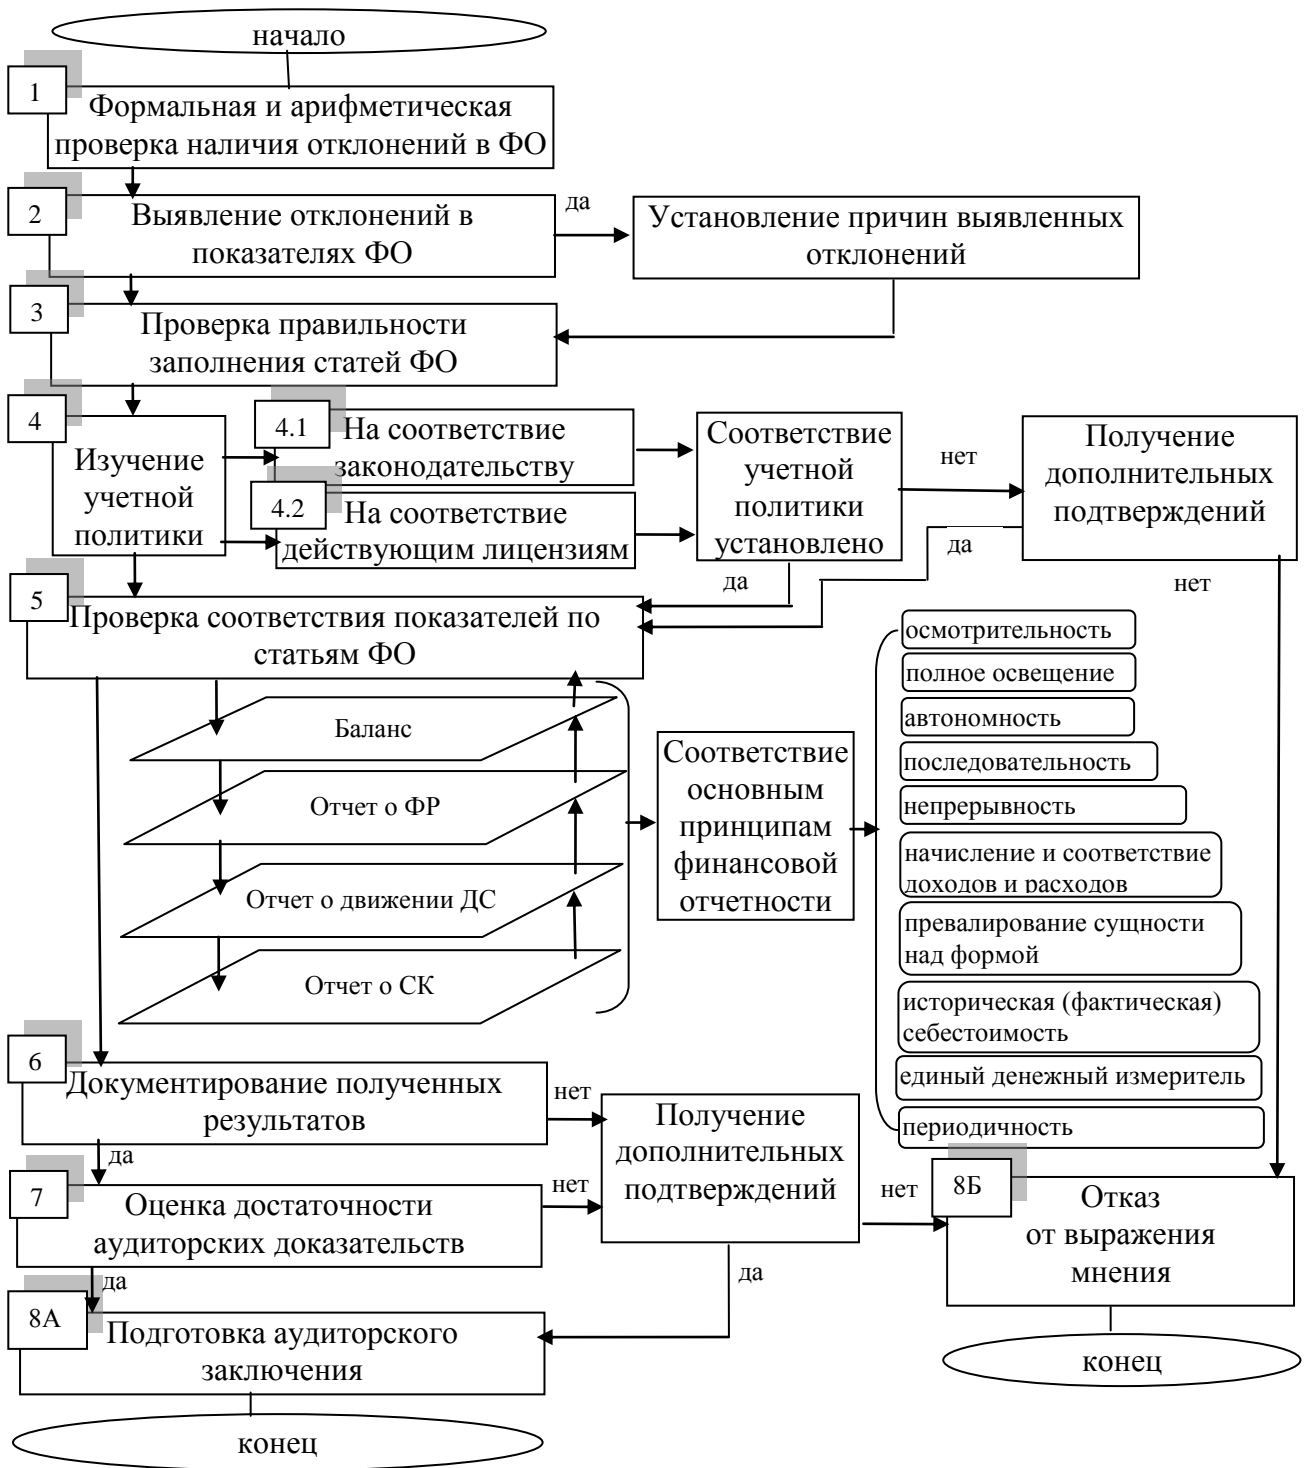 начало
1
Формальная и арифметическая
проверка наличия отклонений в ФО
2
Выявление отклонений в
показателях ФО
да
Установление причин выявленных
отклонений
3
Проверка правильности
заполнения статей ФО
4
Изучение
учетной
политики
4.1
На соответствие
законодательству
4.2
На соответствие
действующим лицензиям
Соответствие
учетной
политики
установлено
нет
Получение
дополнительных
подтверждений
да
да
нет
5
Проверка соответствия показателей по
статьям ФО
Баланс
Отчет о ФР
Отчет о движении ДС
Отчет о СК
Соответствие
основным
принципам
финансовой
отчетности
осмотрительность
полное освещение
автономность
последовательность
непрерывность
начисление и соответствие
доходов и расходов
превалирование сущности
над формой
историческая (фактическая)
себестоимость
единый денежный измеритель
периодичность
6
Документирование полученных
результатов
нет
да
Получение
дополнительных
подтверждений
7
Оценка достаточности
аудиторских доказательств
нет
да
нет
да
8Б
Отказ
от выражения
мнения
8А
Подготовка аудиторского
заключения
конец
конец